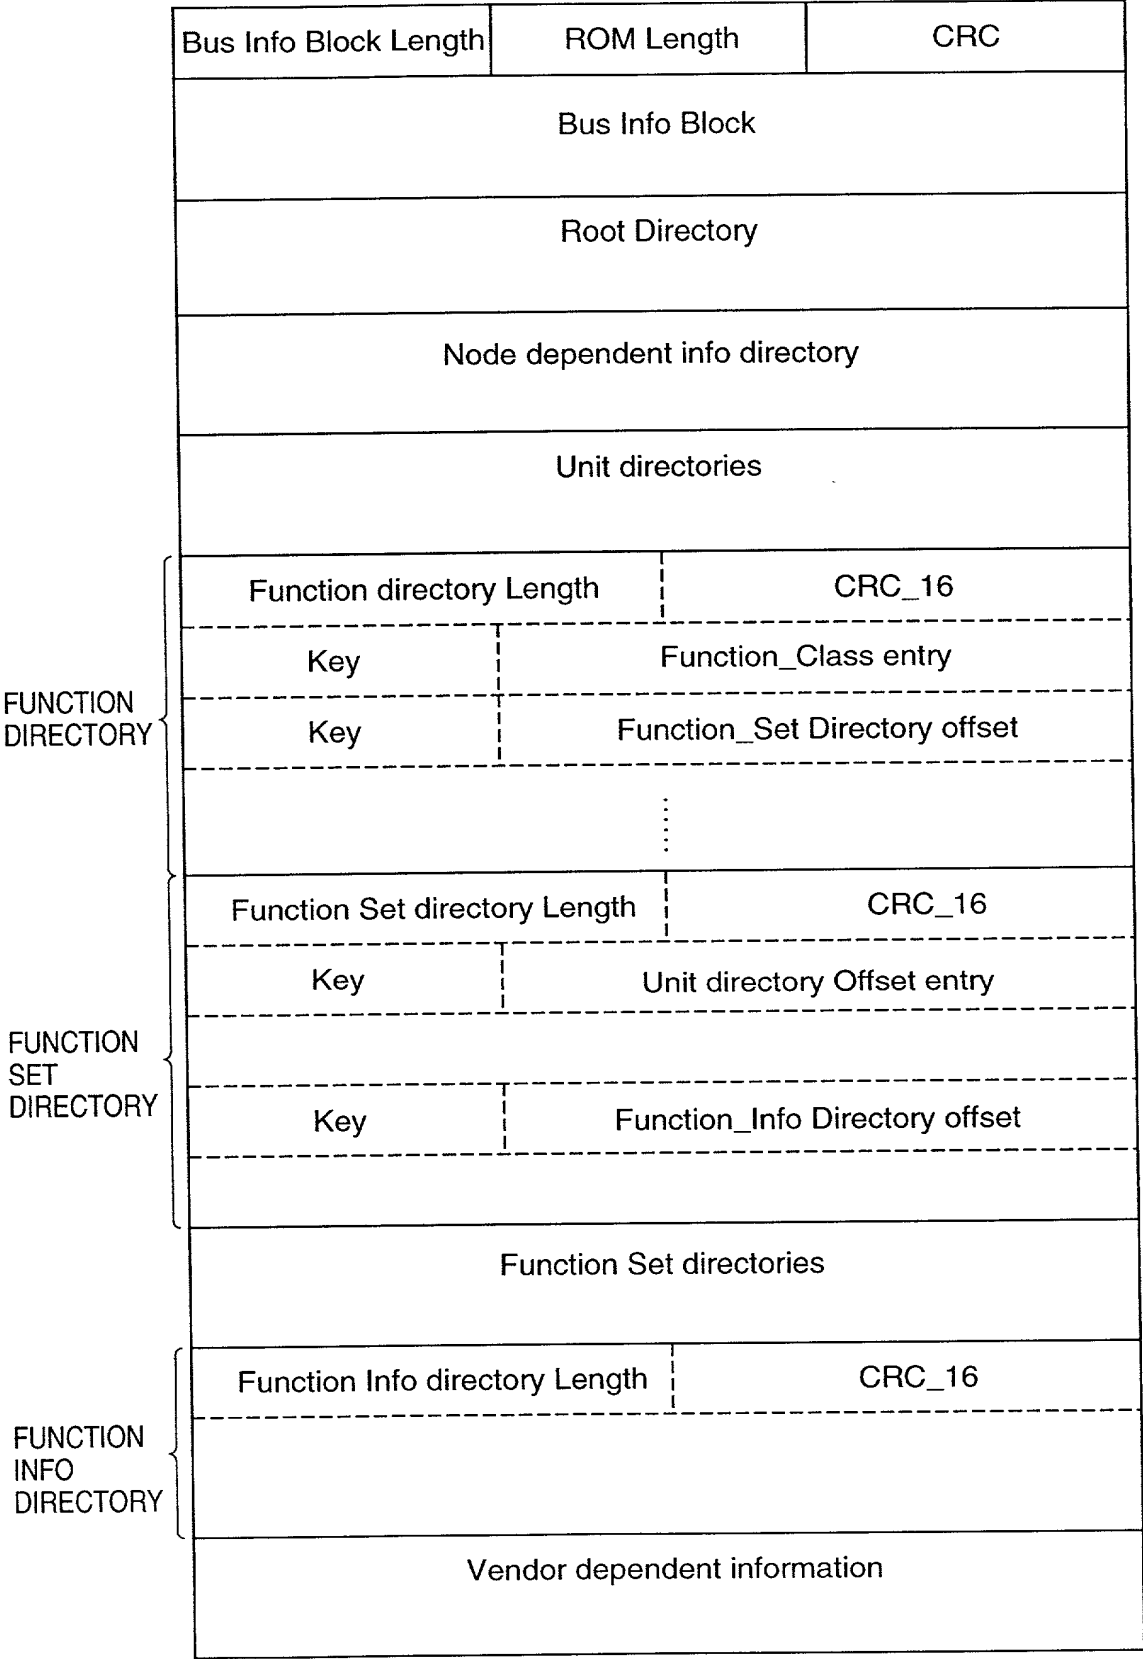 Bus Info Block Length ROM Length CRC
Bus Info Block
Root Directory
Node dependent info directory
Unit directories
Function directory Length CRC_16
Key Function_Class entry
FUNCTION
DIRECTORY
Key Function_Set Directory offset
Function Set directory Length CRC_16
Key Unit directory Offset entry
FUNCTION
SET
DIRECTORY
Key Function_Info Directory offset
Function Set directories
Function Info directory Length CRC_16
FUNCTION
INFO
DIRECTORY
Vendor dependent information